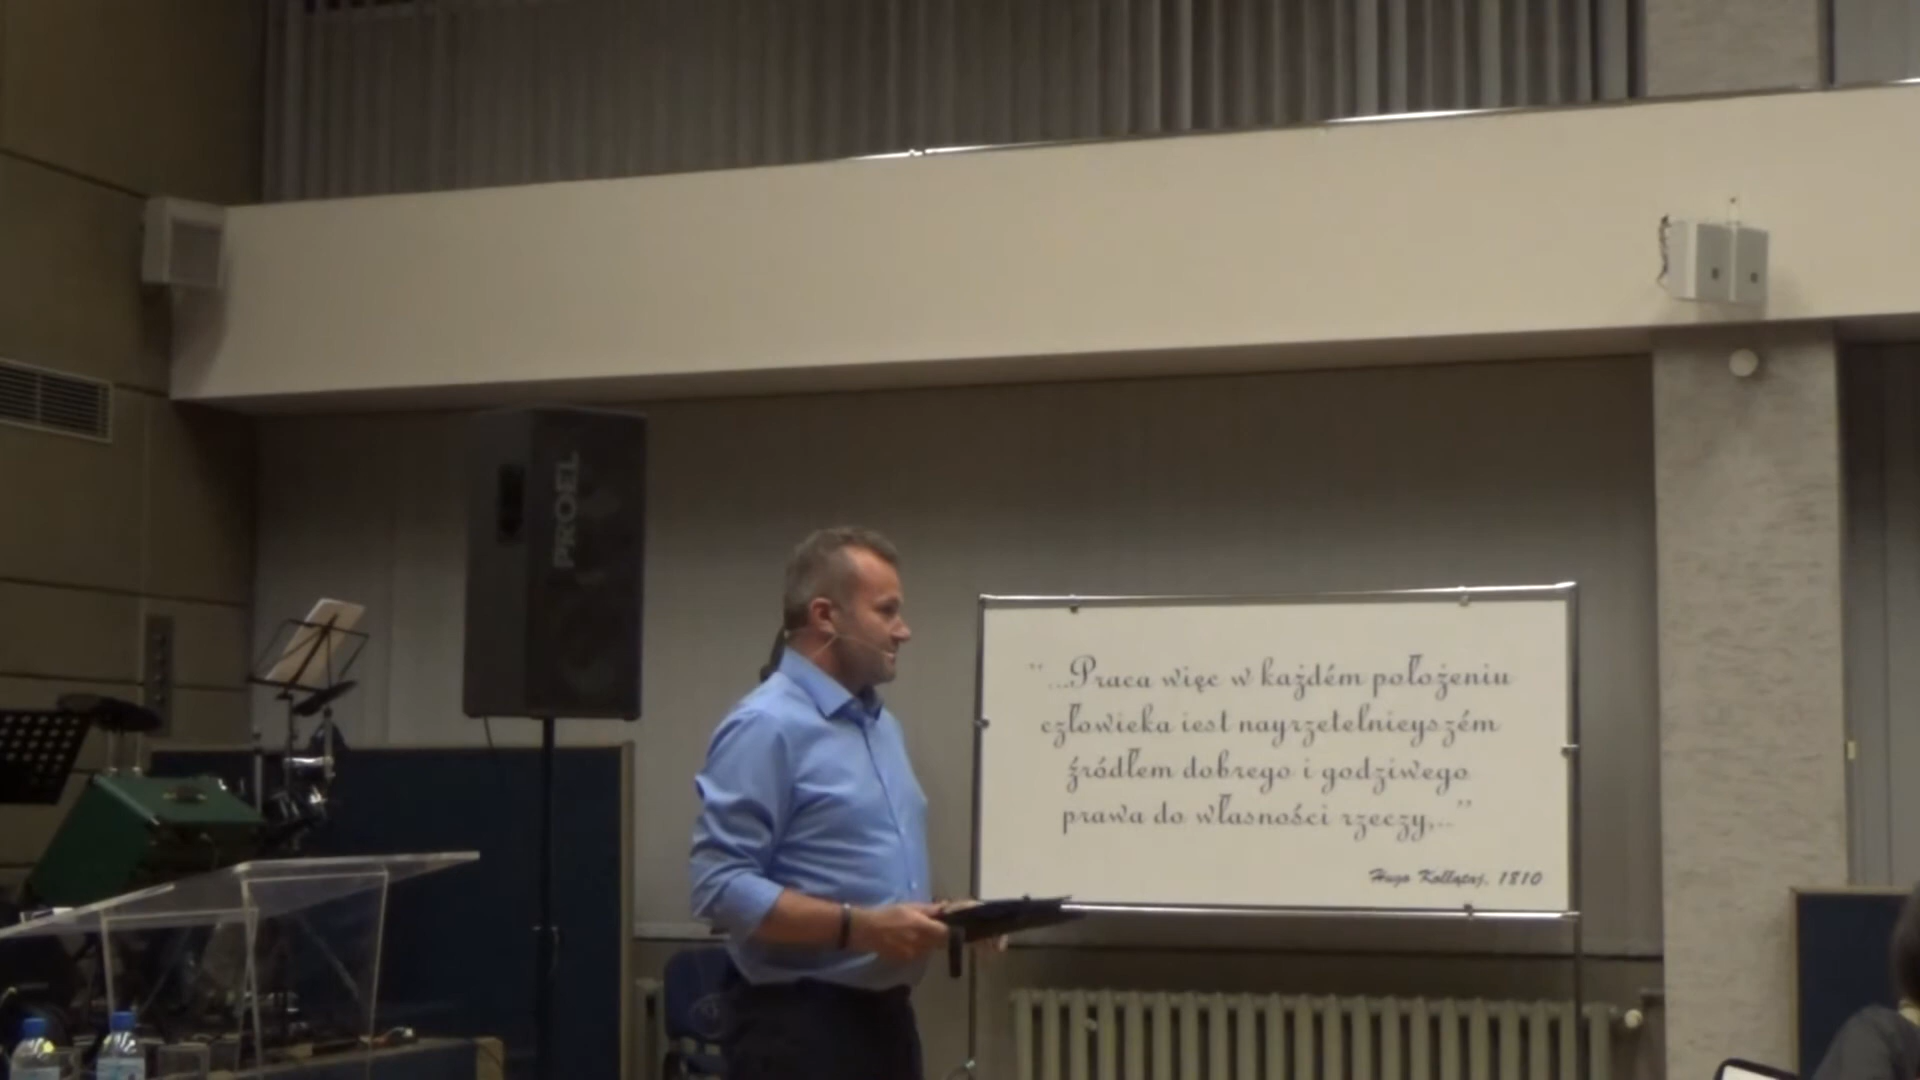 PROEL
"...Praca więc w każdém położeniu
człowieka iest nayrzetelnieyszém
źródłem dobrego i godziwego
prawa do własności rzeczy,..."
Hugo Kołłątaj, 1810